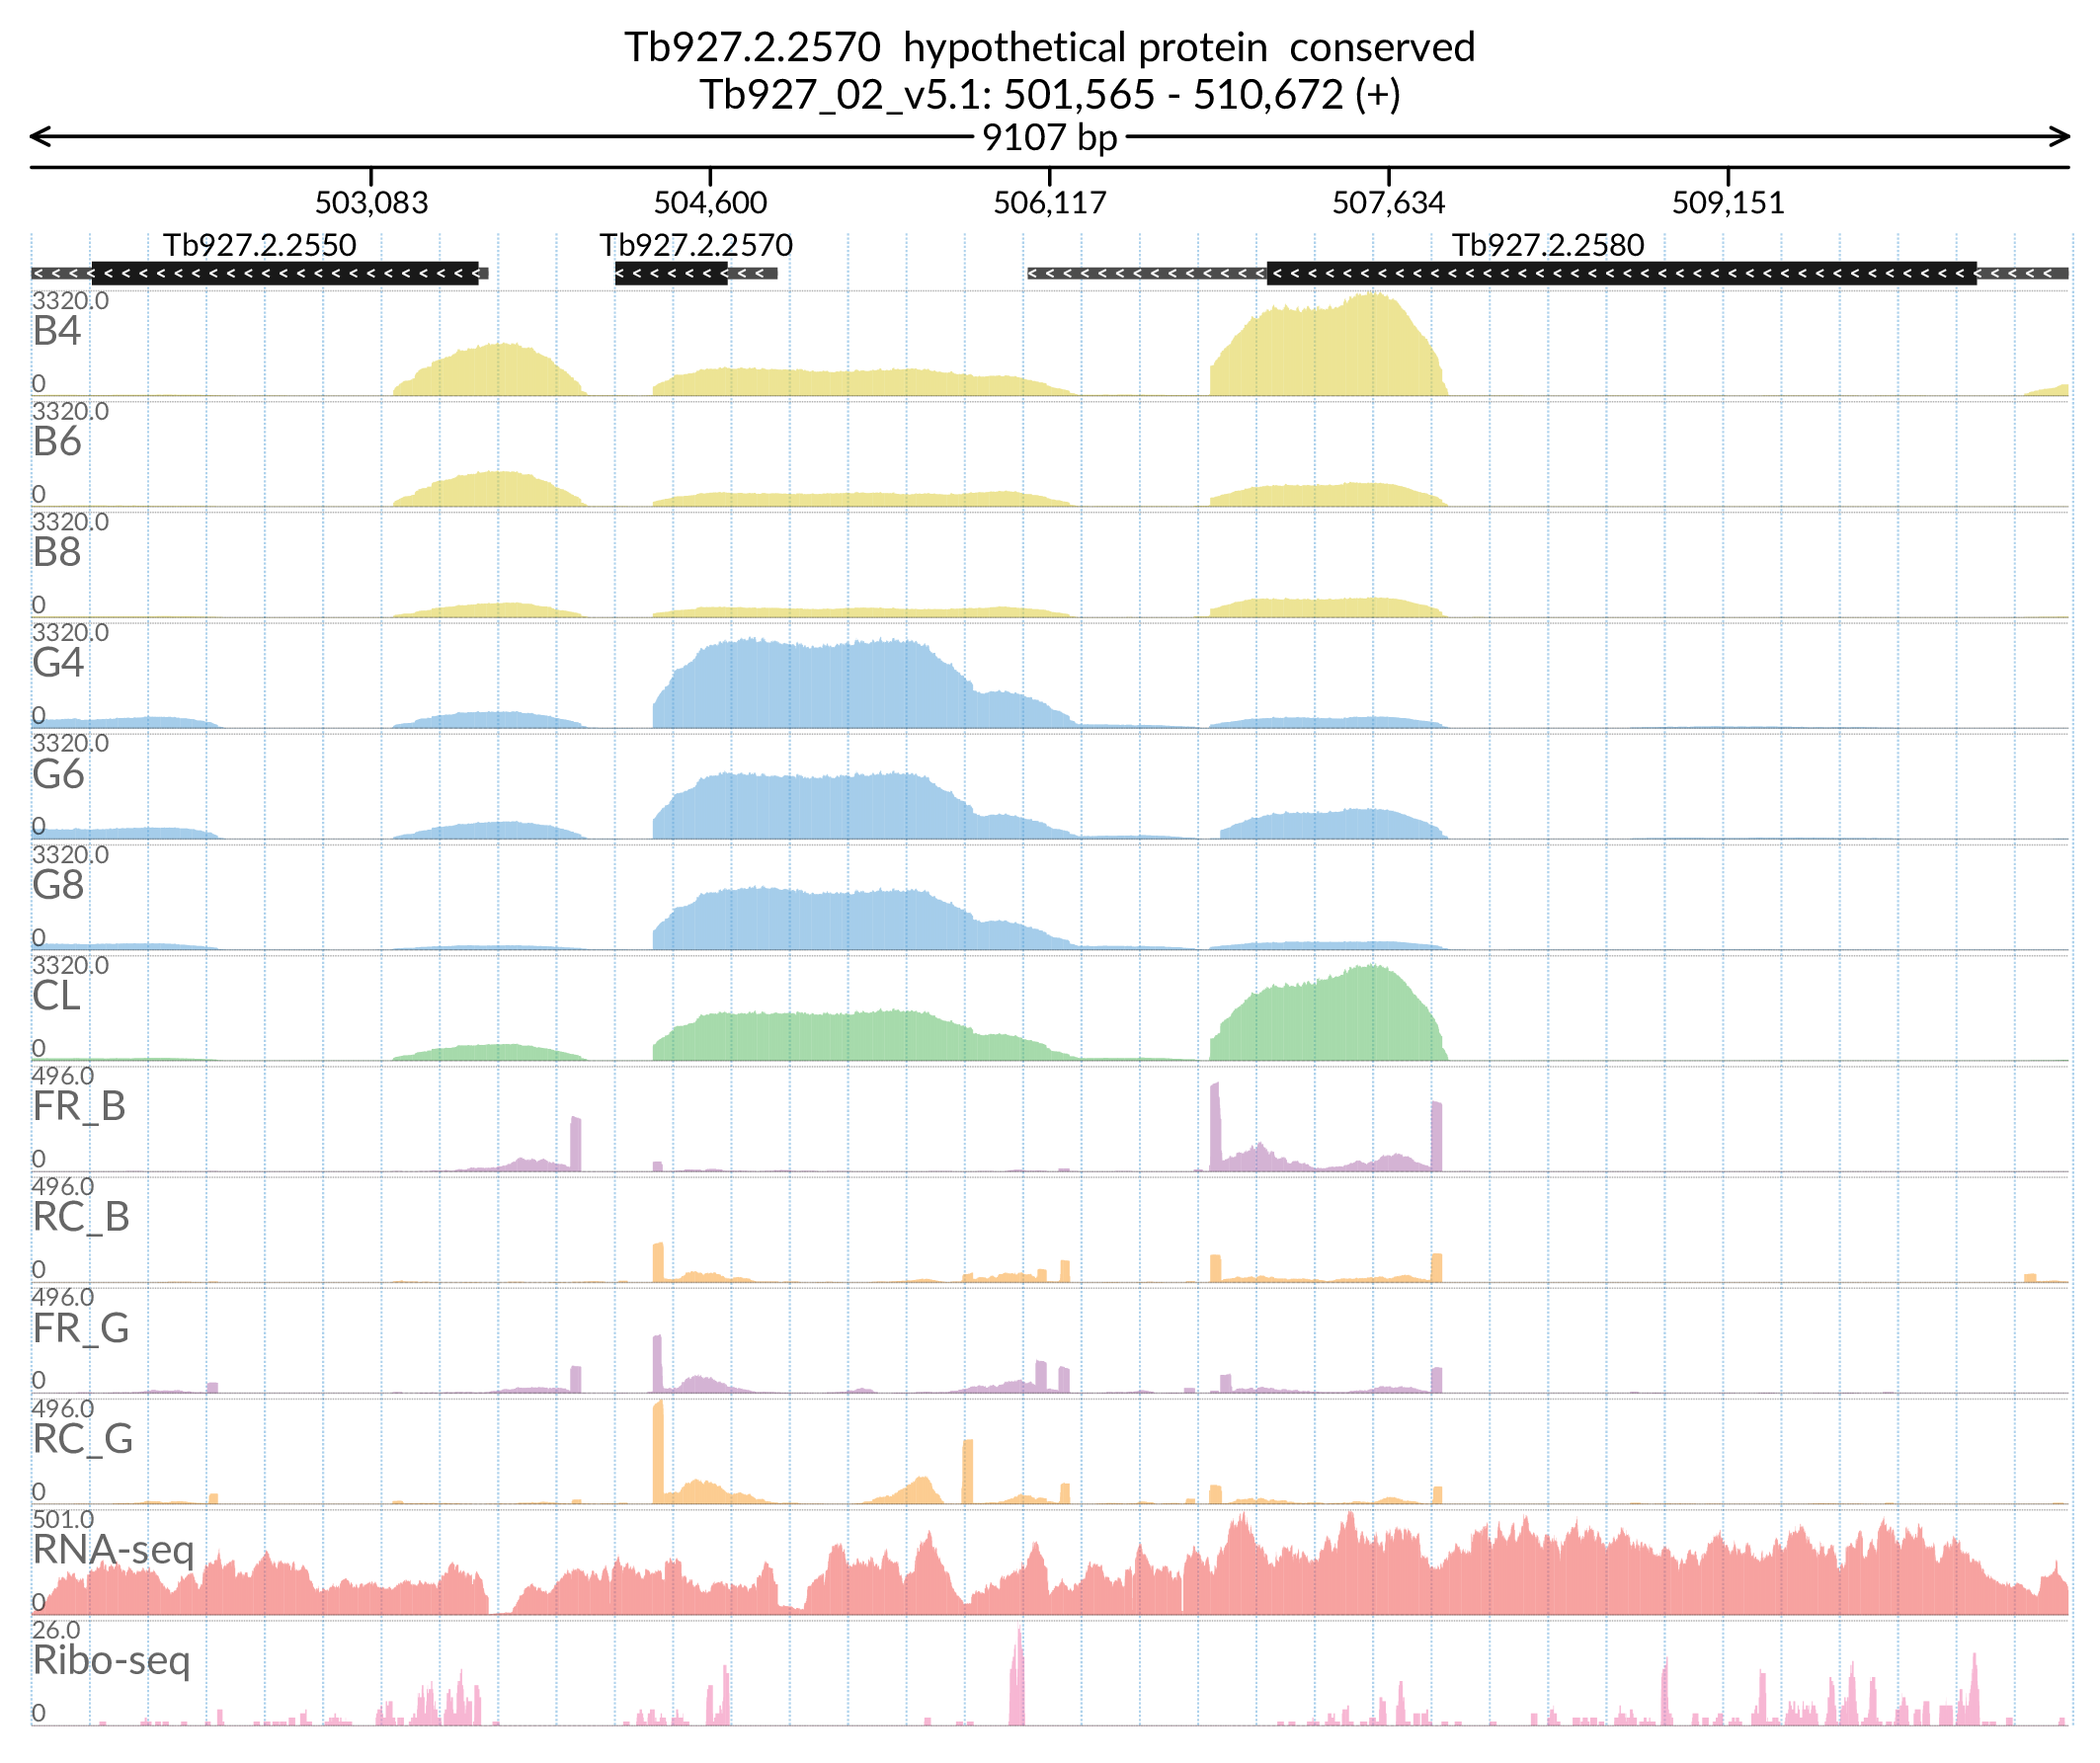 Tb927.2.2570  hypothetical protein  conserved
Tb927_02_v5.1: 501,565 - 510,672 (+)
9107 bp
503,083 504,600 506,117 507,634 509,151
Tb927.2.2550 Tb927.2.2570 Tb927.2.2580
3320.0
B4
0
3320.0
B6
0
3320.0
B8
0
3320.0
G4
0
3320.0
G6
0
3320.0
G8
0
3320.0
CL
0
496.0
FR_B
0
496.0
RC_B
0
496.0
FR_G
0
496.0
RC_G
0
501.0
RNA-seq
0
26.0
Ribo-seq
0